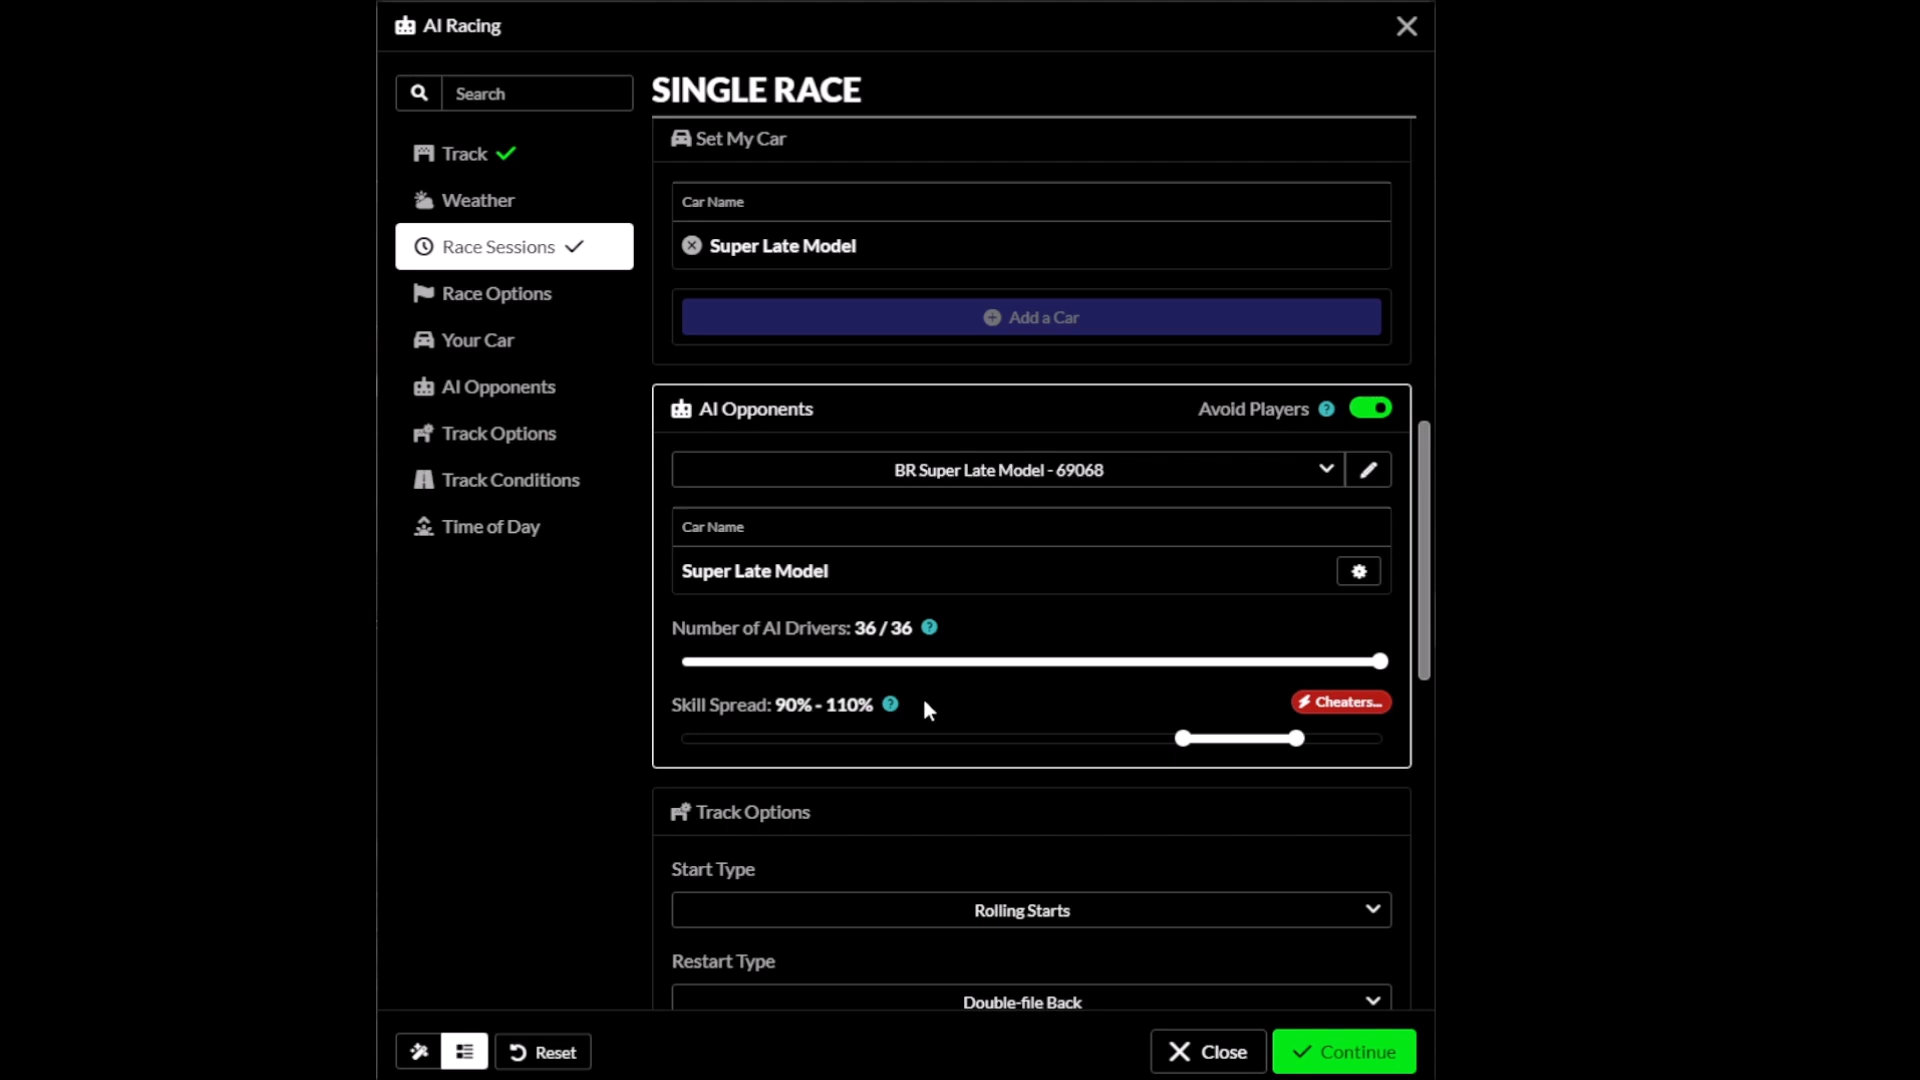 AI Racing
Search
Track
Weather
Race Sessions
Race Options
Your Car
AI Opponents
Track Options
Track Conditions
Time of Day
SINGLE RACE
Set My Car
Car Name
Super Late Model
Add a Car
AI Opponents
Avoid Players ?
BR Super Late Model - 69068
Car Name
Super Late Model
Number of AI Drivers: 36 / 36 ?
Skill Spread: 90% - 110% ?
Cheaters...
Track Options
Start Type
Rolling Starts
Restart Type
Double-file Back
Reset
Close
Continue